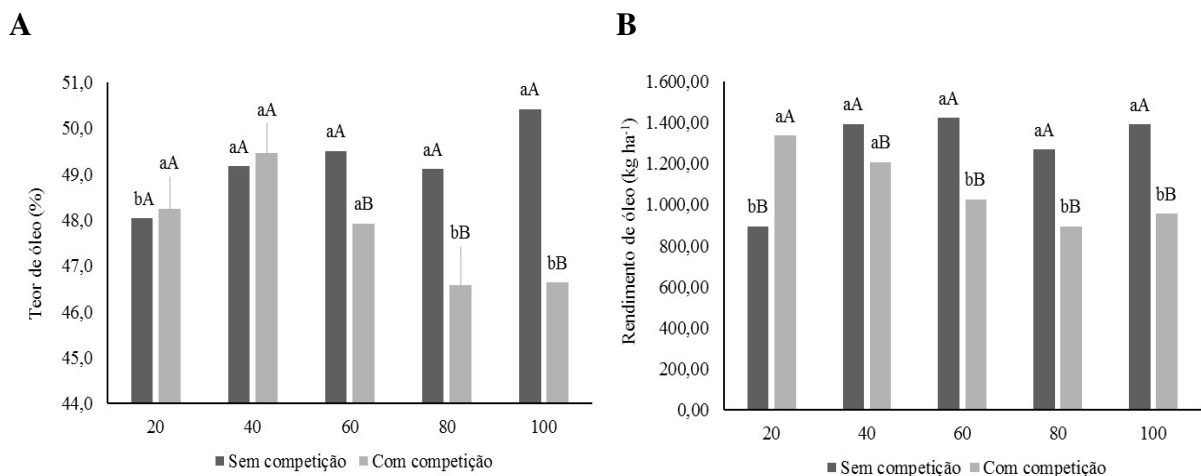 A
51,0
50,0
49,0
48,0
47,0
46,0
45,0
44,0
Teor de óleo (%)
bA
aA
aA
aA
aA
aB
aA
bB
aA
bB
20
40
60
80
100
Sem competição
Com competição
B
1.600,00
1.400,00
1.200,00
1.000,00
800,00
600,00
400,00
200,00
0,00
Rendimento de óleo (kg ha⁻¹)
bB
aA
aA
aB
aA
bB
aA
bB
aA
bB
20
40
60
80
100
Sem competição
Com competição